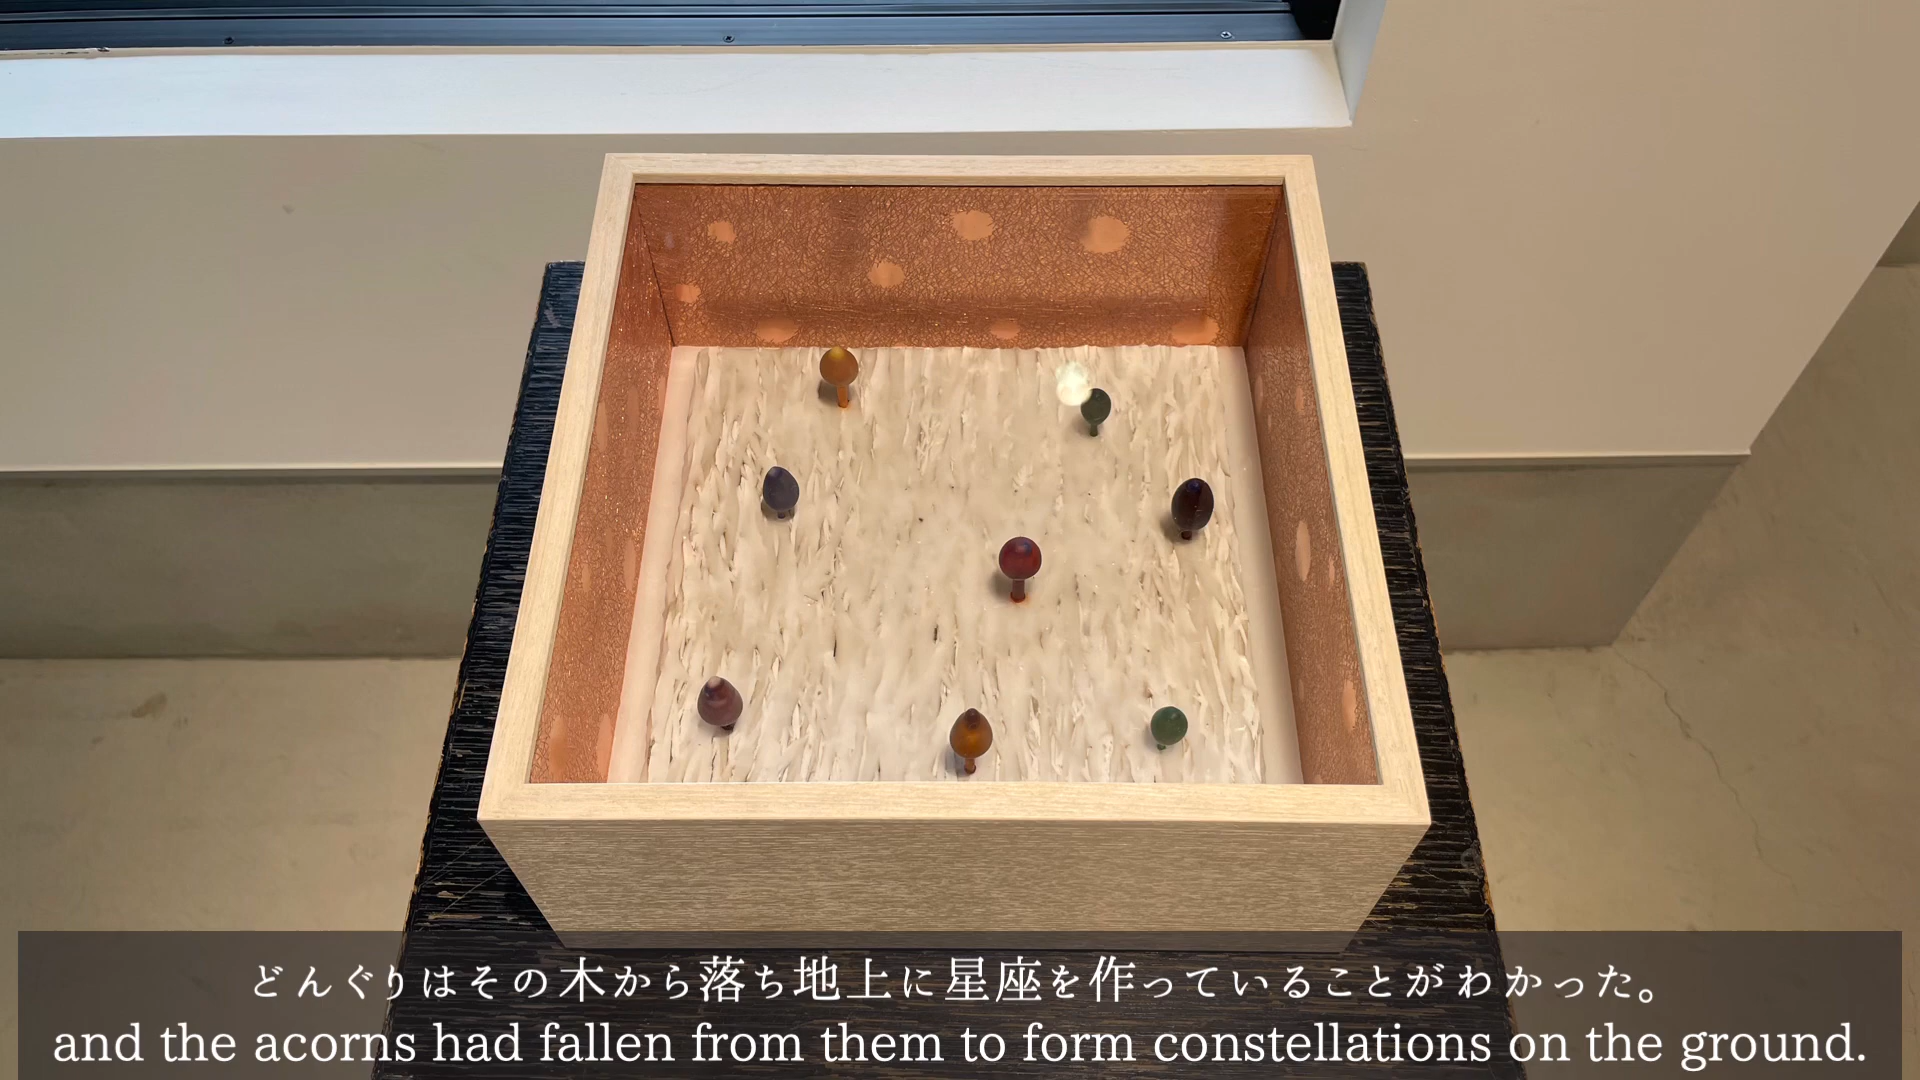 どんぐりはその木から落ち地上に星座を作っていることがわかった。
and the acorns had fallen from them to form constellations on the ground.